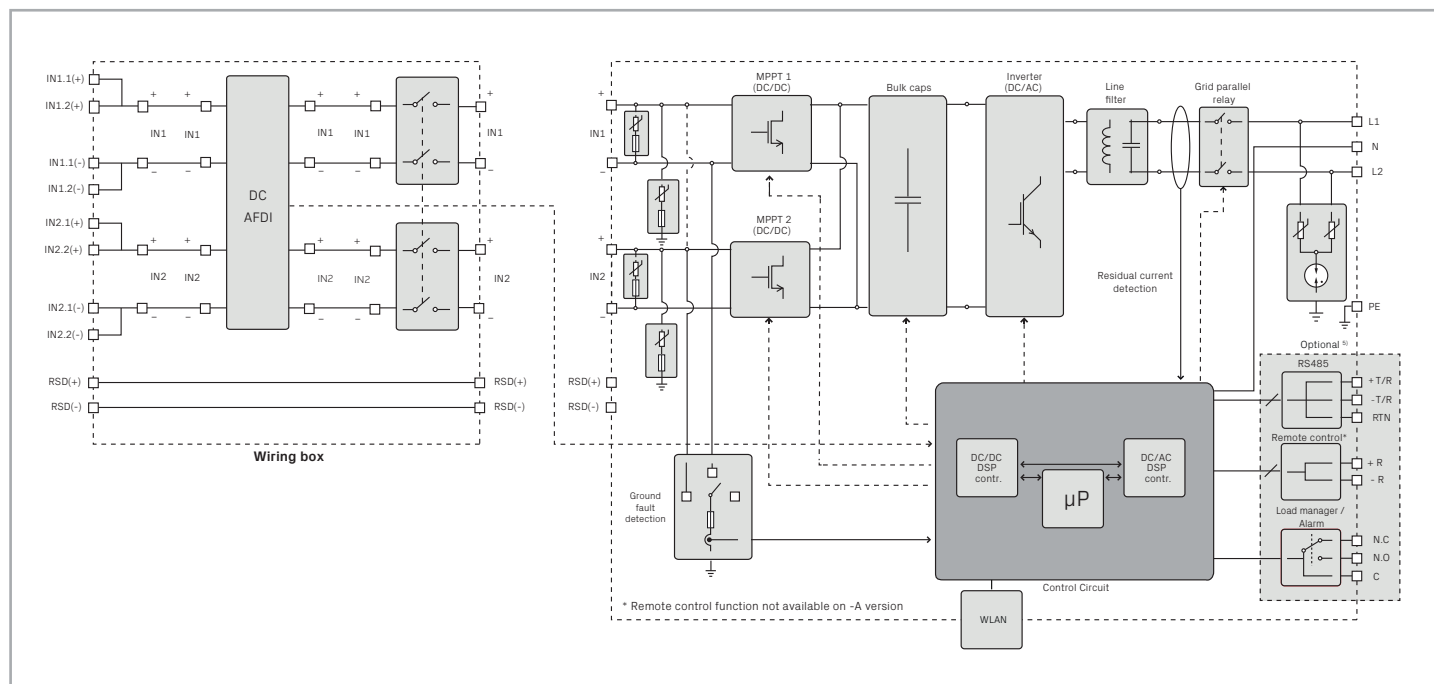 IN1.1(+)
IN1.2(+)
IN1.1(-)
IN1.2(-)
IN2.1(+)
IN2.2(+)
IN2.1(-)
IN2.2(-)
RSD(+)
RSD(-)
+
+
IN1
IN1
−
−
+
+
IN2
IN2
−
−
DC
AFDI
+
+
IN1
IN1
−
−
+
+
IN2
IN2
−
−
+
IN1
−
+
IN2
−
RSD(+)
RSD(-)
Wiring box
+
IN1
−
+
IN2
−
RSD(+)
RSD(-)
MPPT 1
(DC/DC)
MPPT 2
(DC/DC)
Bulk caps
Inverter
(DC/AC)
Line
filter
Grid parallel
relay
L1
N
L2
PE
Residual current
detection
Ground
fault
detection
DC/DC
DSP
contr.
µP
DC/AC
DSP
contr.
Control Circuit
WLAN
Optional 5)
RS485
+T/R
-T/R
RTN
Remote control*
+ R
- R
Load manager /
Alarm
N.C
N.O
C
* Remote control function not available on -A version